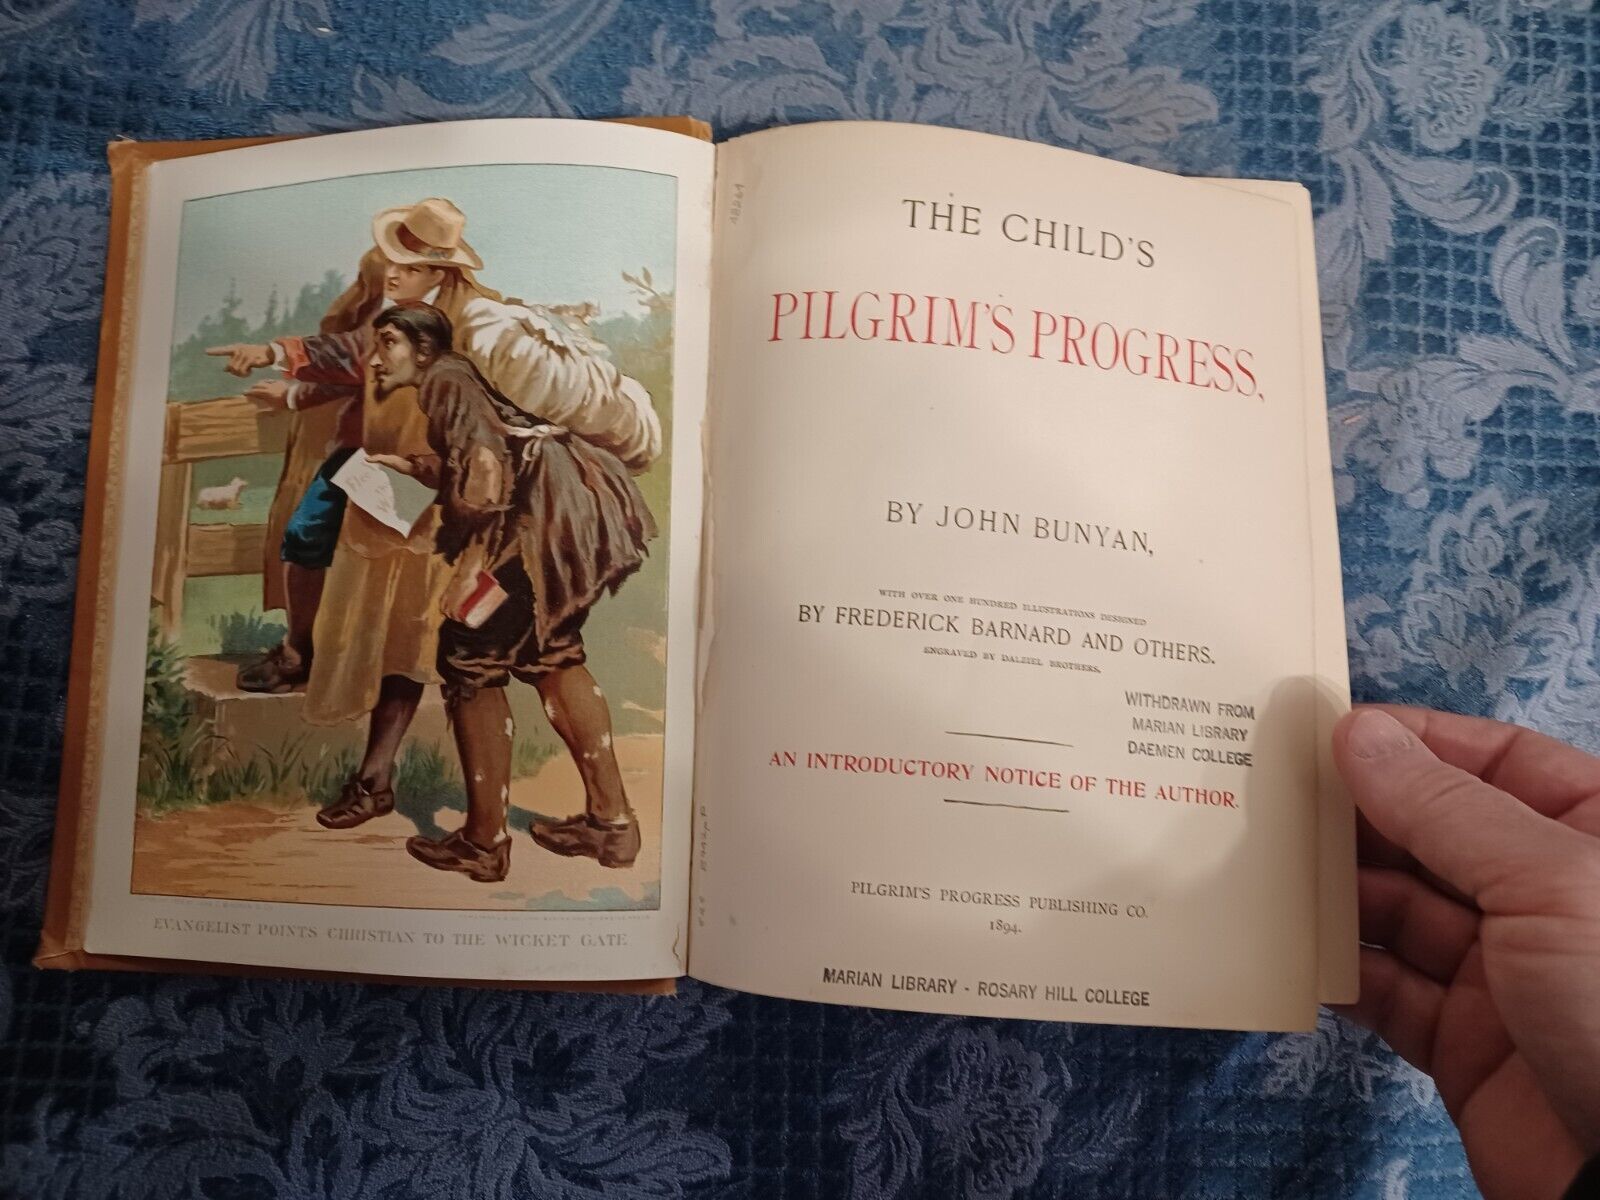 EVANGELIST POINTS CHRISTIAN TO THE WICKET GATE.
THE CHILD'S
PILGRIM'S PROGRESS.
BY JOHN BUNYAN,
WITH OVER ONE HUNDRED ILLUSTRATIONS DESIGNED
BY FREDERICK BARNARD AND OTHERS.
ENGRAVED BY DALZIEL BROTHERS.
WITHDRAWN FROM
MARIAN LIBRARY
DAEMEN COLLEGE
AN INTRODUCTORY NOTICE OF THE AUTHOR.
PILGRIM'S PROGRESS PUBLISHING CO.
1894.
MARIAN LIBRARY - ROSARY HILL COLLEGE